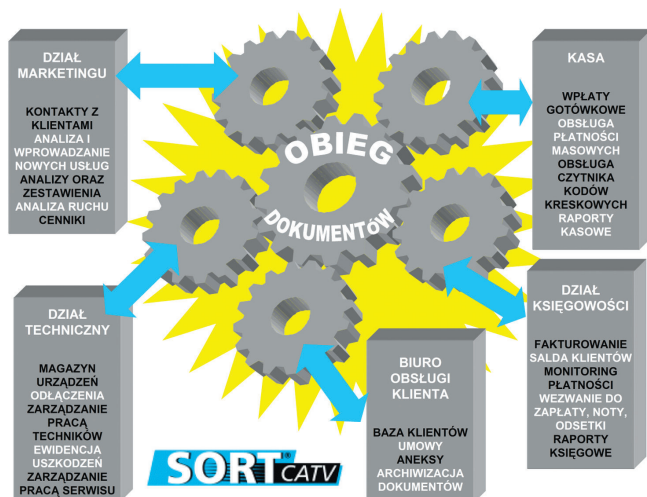 DZIAŁ
MARKETINGU
KONTAKTY Z
KLIENTAMI
ANALIZA I
WPROWADZANIE
NOWYCH USŁUG
ANALIZY ORAZ
ZESTAWIENIA
ANALIZA RUCHU
CENNIKI
OBIEG
DOKUMENTÓW
KASA
WPŁATY
GOTÓWKOWE
OBSŁUGA
PŁATNOŚCI
MASOWYCH
OBSŁUGA
CZYTNIKA
KODÓW
KRESKOWYCH
RAPORTY
KASOWE
DZIAŁ
TECHNICZNY
MAGAZYN
URZĄDZEŃ
ODŁĄCZENIA
ZARZĄDZANIE
PRACĄ
TECHNIKÓW
EWIDENCJA
USZKODZEŃ
ZARZĄDZANIE
PRACĄ SERWISU
BIURO
OBSŁUGI
KLIENTA
BAZA KLIENTÓW
UMOWY
ANEKSY
ARCHIWIZACJA
DOKUMENTÓW
DZIAŁ
KSIĘGOWOŚCI
FAKTUROWANIE
SALDA KLIENTÓW
MONITORING
PŁATNOŚCI
WEZWANIE DO
ZAPŁATY, NOTY,
ODSETKI
RAPORTY
KSIĘGOWE
SORT®
CATV